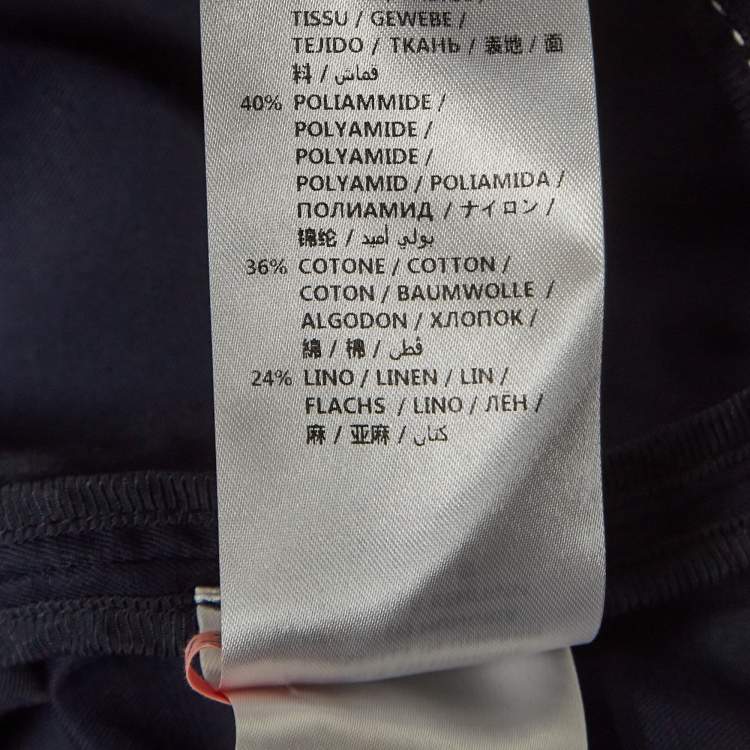 TISSU / GEWEBE /
TEJIDO / ТКАНЬ / 表地 / 面
料 / قماش
40% POLIAMMIDE /
POLYAMIDE /
POLYAMIDE /
POLYAMID / POLIAMIDA /
ПОЛИАМИД / ナイロン /
锦纶 / بولي أميد
36% COTONE / COTTON /
COTON / BAUMWOLLE /
ALGODON / ХЛОПОК /
綿 / 棉 / قطن
24% LINO / LINEN / LIN /
FLACHS / LINO / ЛЕН /
麻 / 亚麻 / كتان